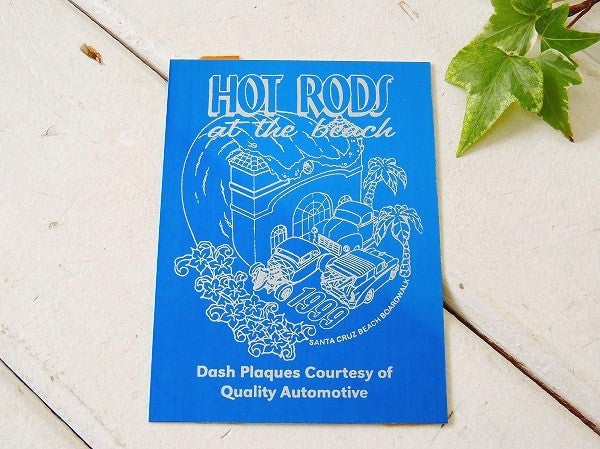 HOT RODS
at the beach
1999
SANTA CRUZ BEACH BOARDWALK
Dash Plaques Courtesy of
Quality Automotive